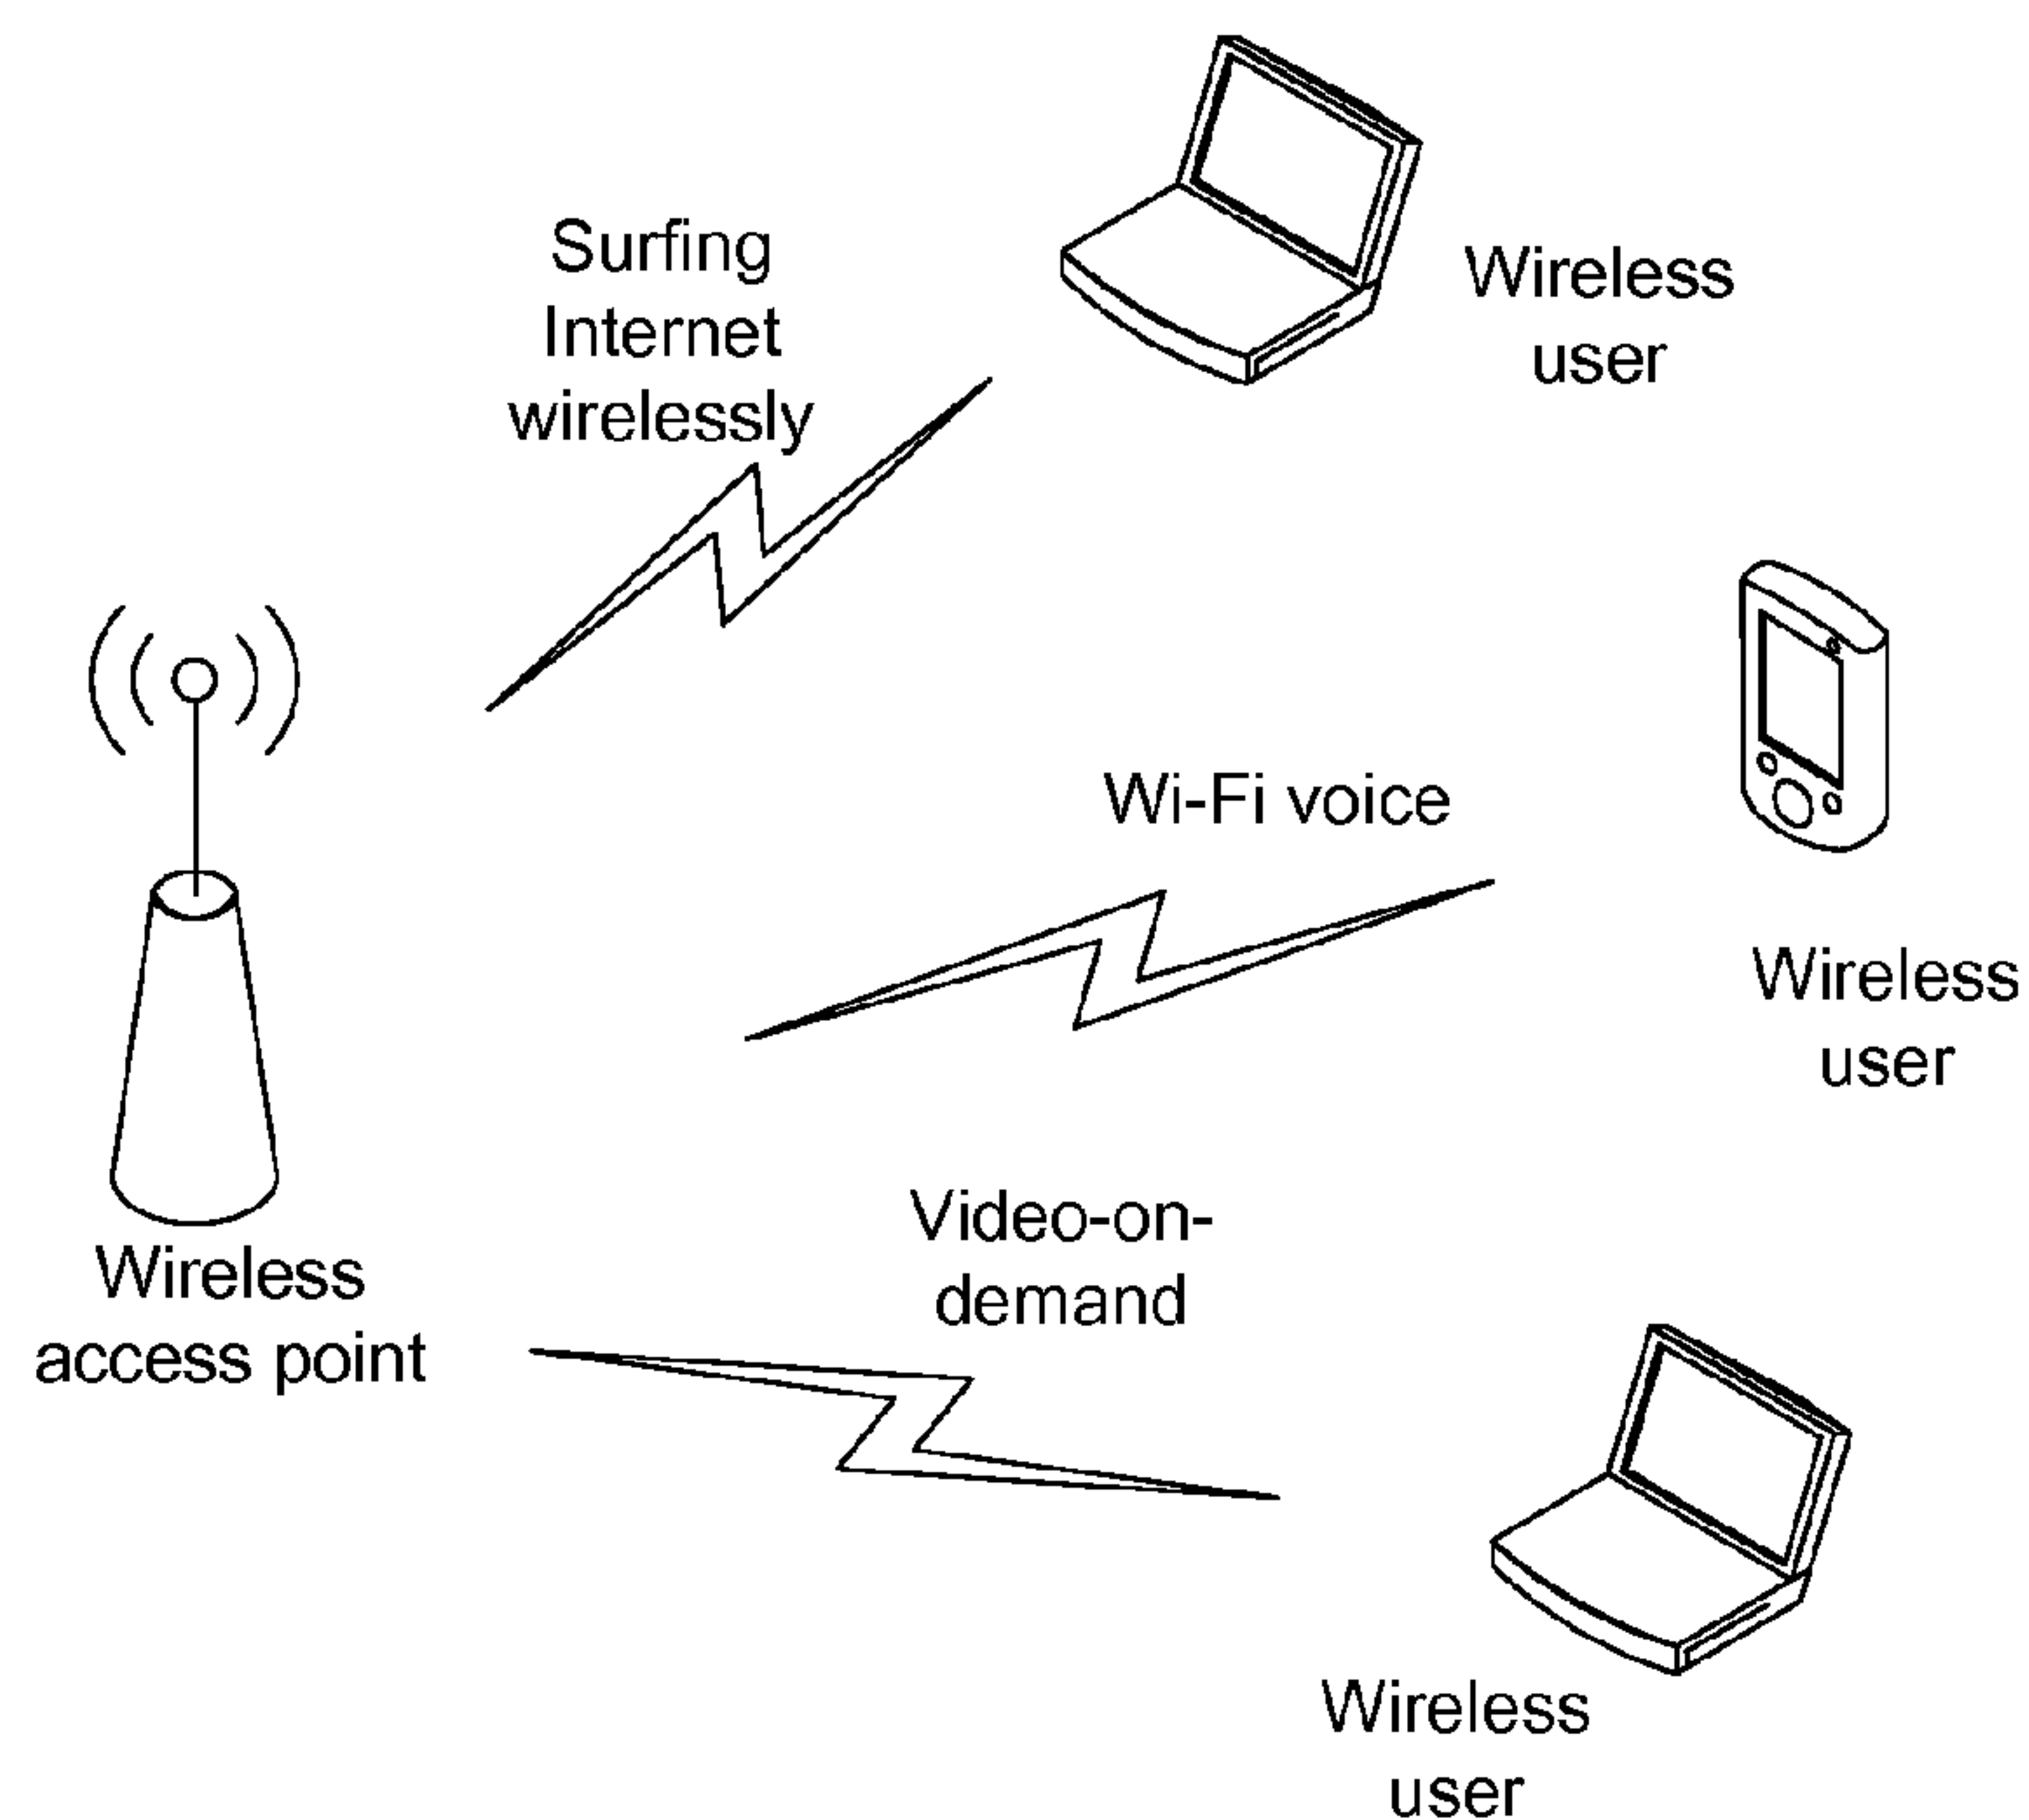 Surfing
Internet
wirelessly
Wireless
user
Wi-Fi voice
Wireless
user
Wireless
access point
Video-on-
demand
Wireless
user